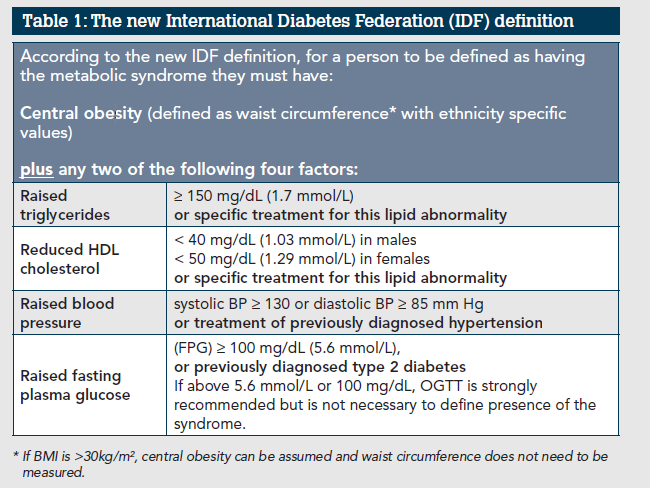 Table 1: The new International Diabetes Federation (IDF) definition
According to the new IDF definition, for a person to be defined as having
the metabolic syndrome they must have:
Central obesity (defined as waist circumference* with ethnicity specific
values)
plus any two of the following four factors:
Raised
triglycerides
≥ 150 mg/dL (1.7 mmol/L)
or specific treatment for this lipid abnormality
Reduced HDL
cholesterol
< 40 mg/dL (1.03 mmol/L) in males
< 50 mg/dL (1.29 mmol/L) in females
or specific treatment for this lipid abnormality
Raised blood
pressure
systolic BP ≥ 130 or diastolic BP ≥ 85 mm Hg
or treatment of previously diagnosed hypertension
Raised fasting
plasma glucose
(FPG) ≥ 100 mg/dL (5.6 mmol/L),
or previously diagnosed type 2 diabetes
If above 5.6 mmol/L or 100 mg/dL, OGTT is strongly
recommended but is not necessary to define presence of the
syndrome.
* If BMI is >30kg/m², central obesity can be assumed and waist circumference does not need to be
measured.